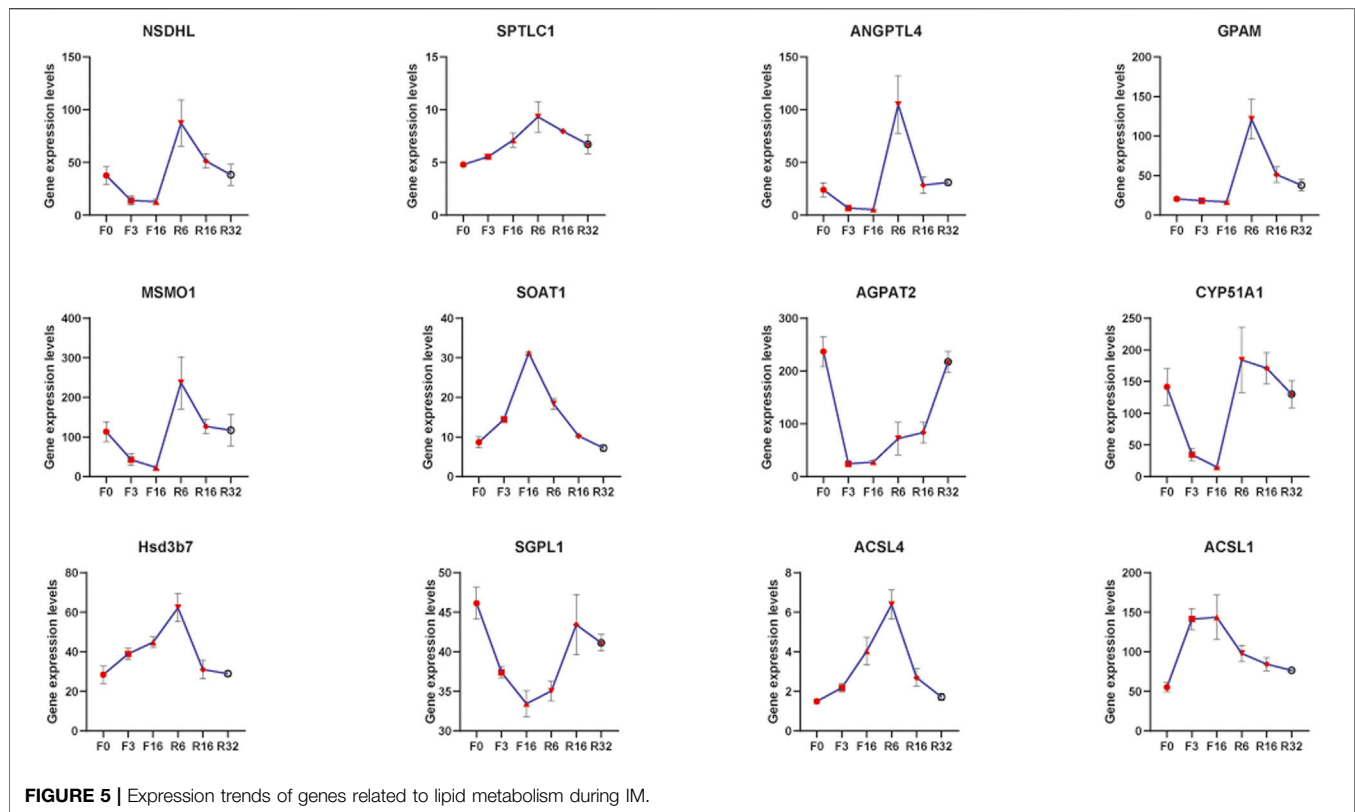 NSDHL
Gene expression levels
150
100
50
0
F0 F3 F16 R6 R16 R32
SPTLC1
Gene expression levels
15
10
5
0
F0 F3 F16 R6 R16 R32
ANGPTL4
Gene expression levels
150
100
50
0
F0 F3 F16 R6 R16 R32
GPAM
Gene expression levels
200
150
100
50
0
F0 F3 F16 R6 R16 R32
MSMO1
Gene expression levels
400
300
200
100
0
F0 F3 F16 R6 R16 R32
SOAT1
Gene expression levels
40
30
20
10
0
F0 F3 F16 R6 R16 R32
AGPAT2
Gene expression levels
300
200
100
0
F0 F3 F16 R6 R16 R32
CYP51A1
Gene expression levels
250
200
150
100
50
0
F0 F3 F16 R6 R16 R32
Hsd3b7
Gene expression levels
80
60
40
20
0
F0 F3 F16 R6 R16 R32
SGPL1
Gene expression levels
50
45
40
35
30
F0 F3 F16 R6 R16 R32
ACSL4
Gene expression levels
8
6
4
2
0
F0 F3 F16 R6 R16 R32
ACSL1
Gene expression levels
200
150
100
50
0
F0 F3 F16 R6 R16 R32
FIGURE 5 | Expression trends of genes related to lipid metabolism during IM.